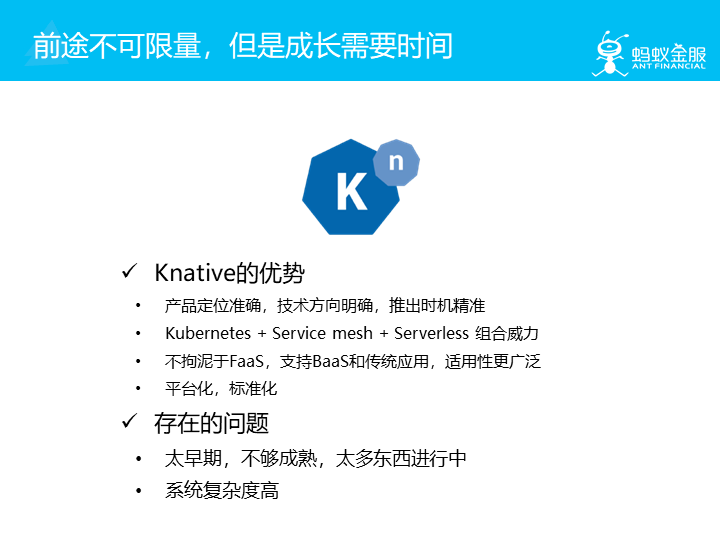 前途不可限量，但是成长需要时间
蚂蚁金服
ANT FINANCIAL
K
n
✓ Knative的优势
• 产品定位准确，技术方向明确，推出时机精准
• Kubernetes + Service mesh + Serverless 组合威力
• 不拘泥于FaaS，支持BaaS和传统应用，适用性更广泛
• 平台化，标准化
✓ 存在的问题
• 太早期，不够成熟，太多东西进行中
• 系统复杂度高